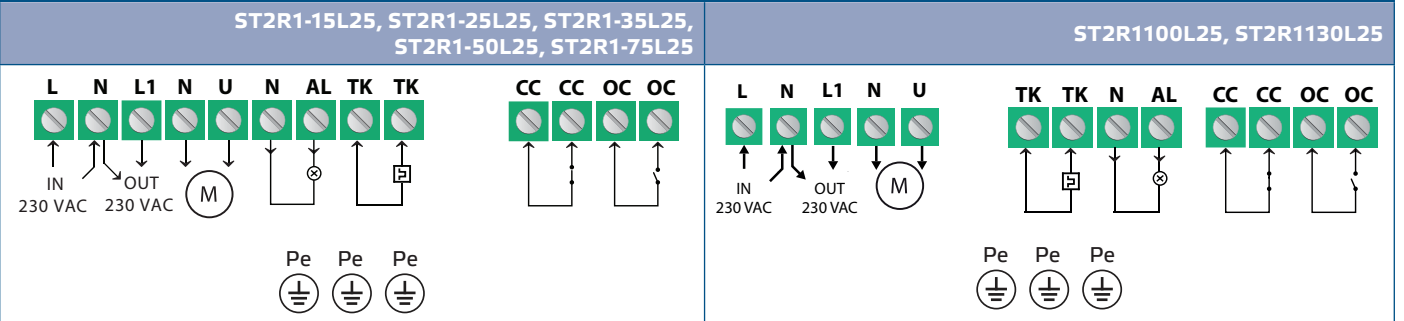 ST2R1-15L25, ST2R1-25L25, ST2R1-35L25,
ST2R1-50L25, ST2R1-75L25
L N L1 N U N AL TK TK CC CC OC OC
IN OUT
230 VAC 230 VAC M
Pe Pe Pe
ST2R1100L25, ST2R1130L25
L N L1 N U TK TK N AL CC CC OC OC
IN OUT
230 VAC 230 VAC M
Pe Pe Pe